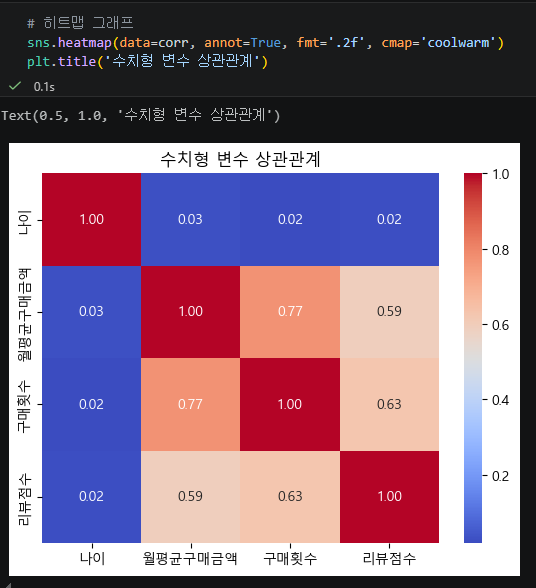 # 히트맵 그래프
sns.heatmap(data=corr, annot=True, fmt='.2f', cmap='coolwarm')
plt.title('수치형 변수 상관관계')
0.1s
Text(0.5, 1.0, '수치형 변수 상관관계')
수치형 변수 상관관계
나이
1.00 0.03 0.02 0.02
월평균구매금액
0.03 1.00 0.77 0.59
구매횟수
0.02 0.77 1.00 0.63
리뷰점수
0.02 0.59 0.63 1.00
나이 월평균구매금액 구매횟수 리뷰점수
1.0
0.8
0.6
0.4
0.2